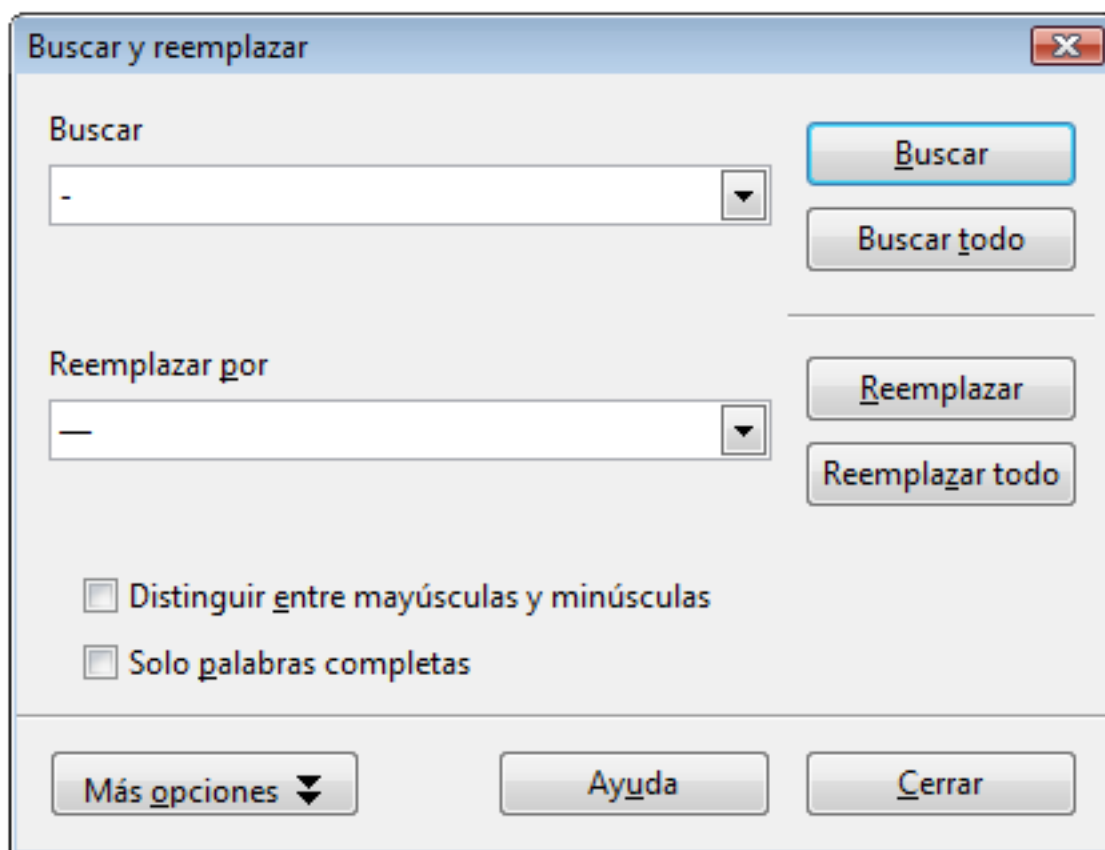 Buscar y reemplazar
Buscar
-
Buscar
Buscar todo
Reemplazar por
—
Reemplazar
Reemplazar todo
Distinguir entre mayúsculas y minúsculas
Solo palabras completas
Más opciones
Ayuda
Cerrar